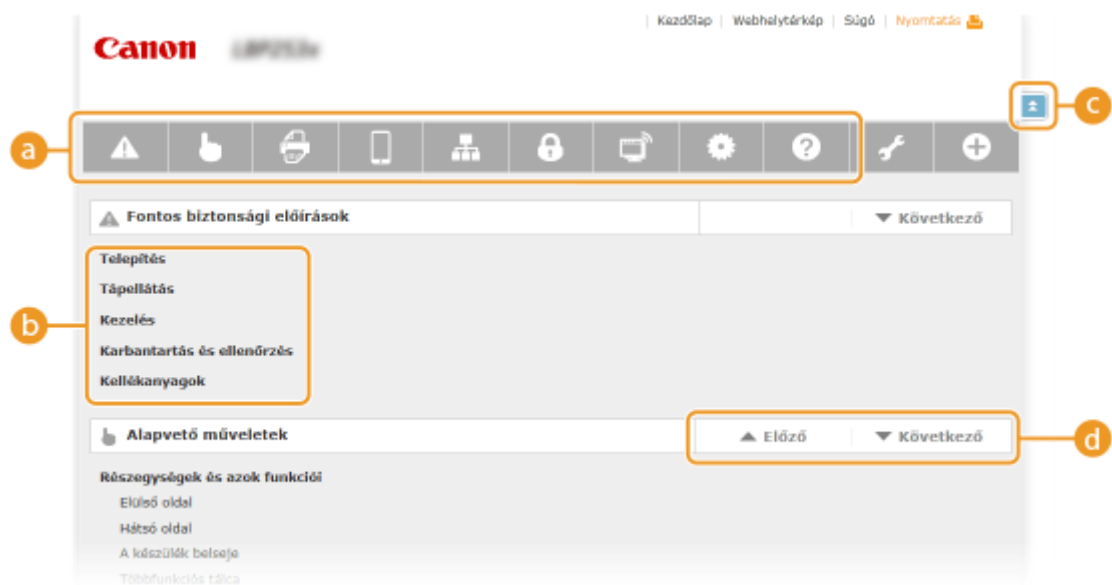 Kezdőlap | Webhelytérkép | Súgó | Nyomtatás
Canon
c
a
Fontos biztonsági előírások
Következő
Telepítés
Tápellátás
b
Kezelés
Karbantartás és ellenőrzés
Kellékanyagok
Alapvető műveletek
Előző
Következő
d
Részegységek és azok funkciói
Elülső oldal
Hátsó oldal
A készülék belseje
Többfunkciós tálca